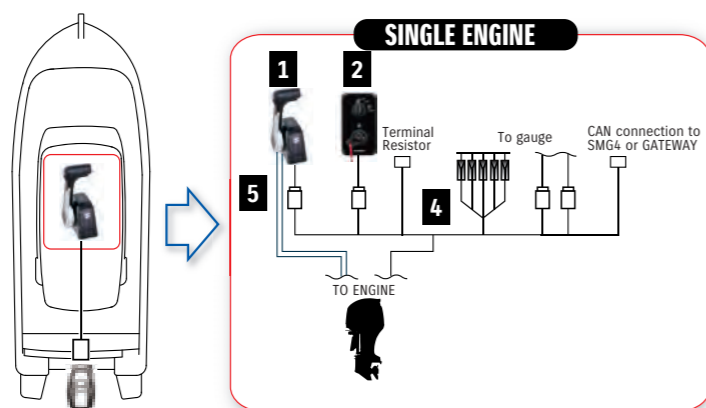 SINGLE ENGINE
1
2
Terminal
Resistor
To gauge
CAN connection to
SMG4 or GATEWAY
5
4
TO ENGINE